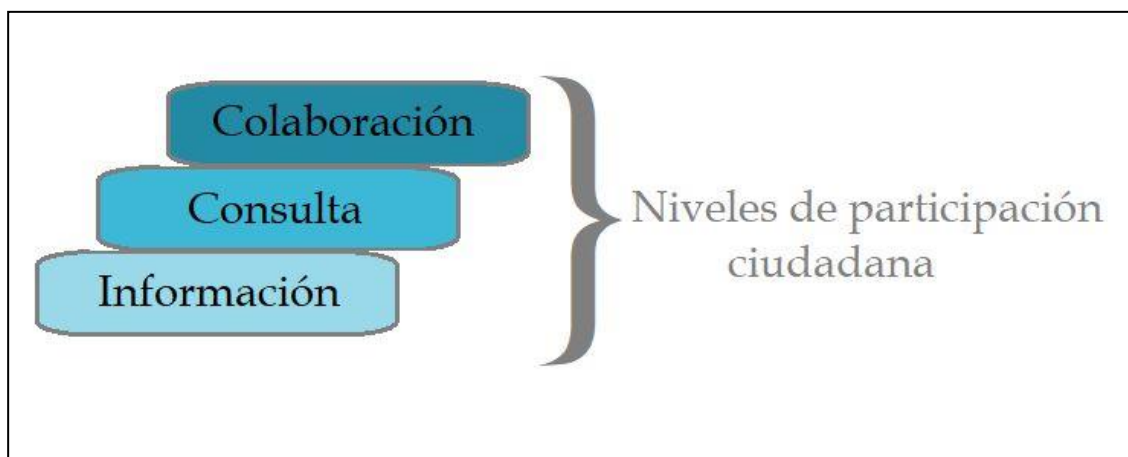 Colaboración
Consulta
Información
Niveles de participación
ciudadana